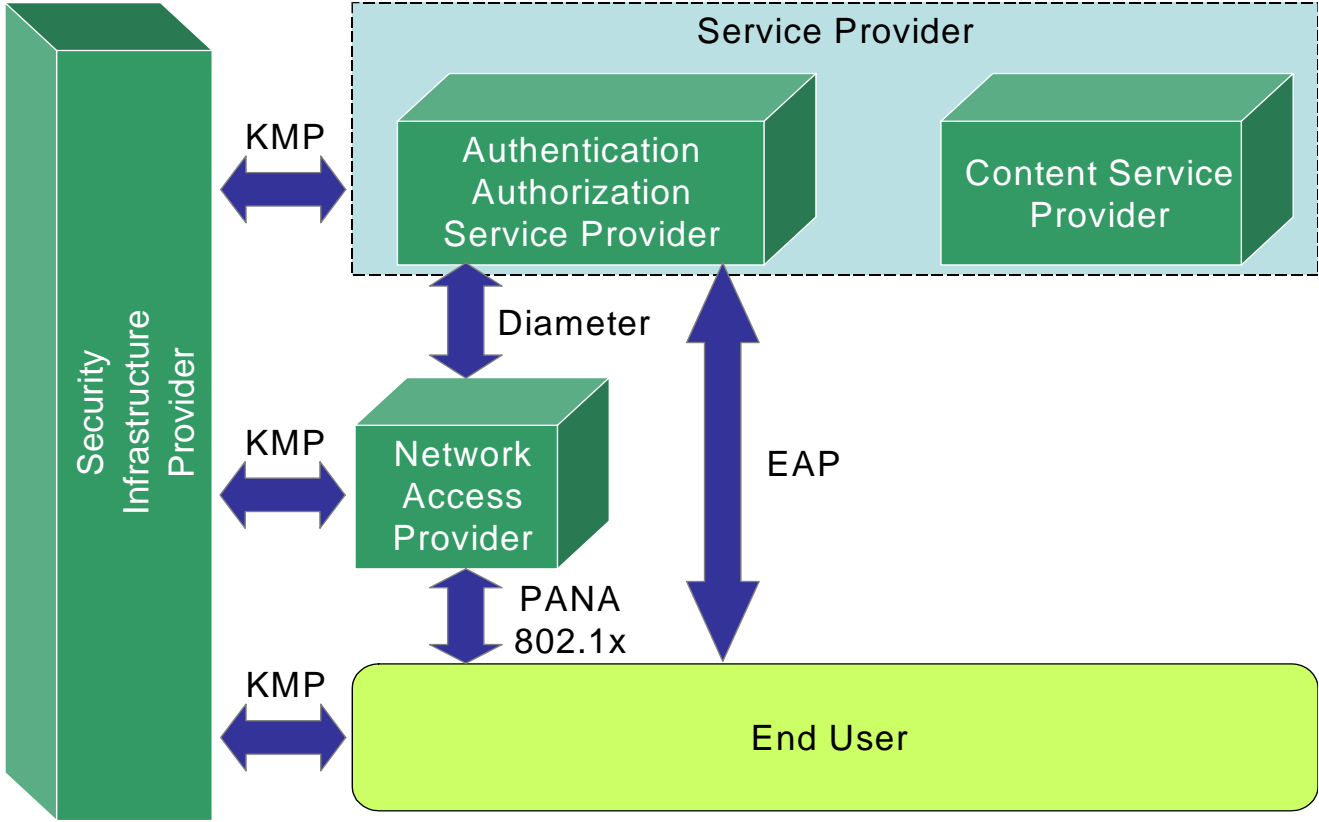 Service Provider
KMP
Authentication
Authorization
Service Provider
Content Service
Provider
Diameter
Security
Infrastructure
Provider
KMP
Network
Access
Provider
EAP
PANA
802.1x
KMP
End User